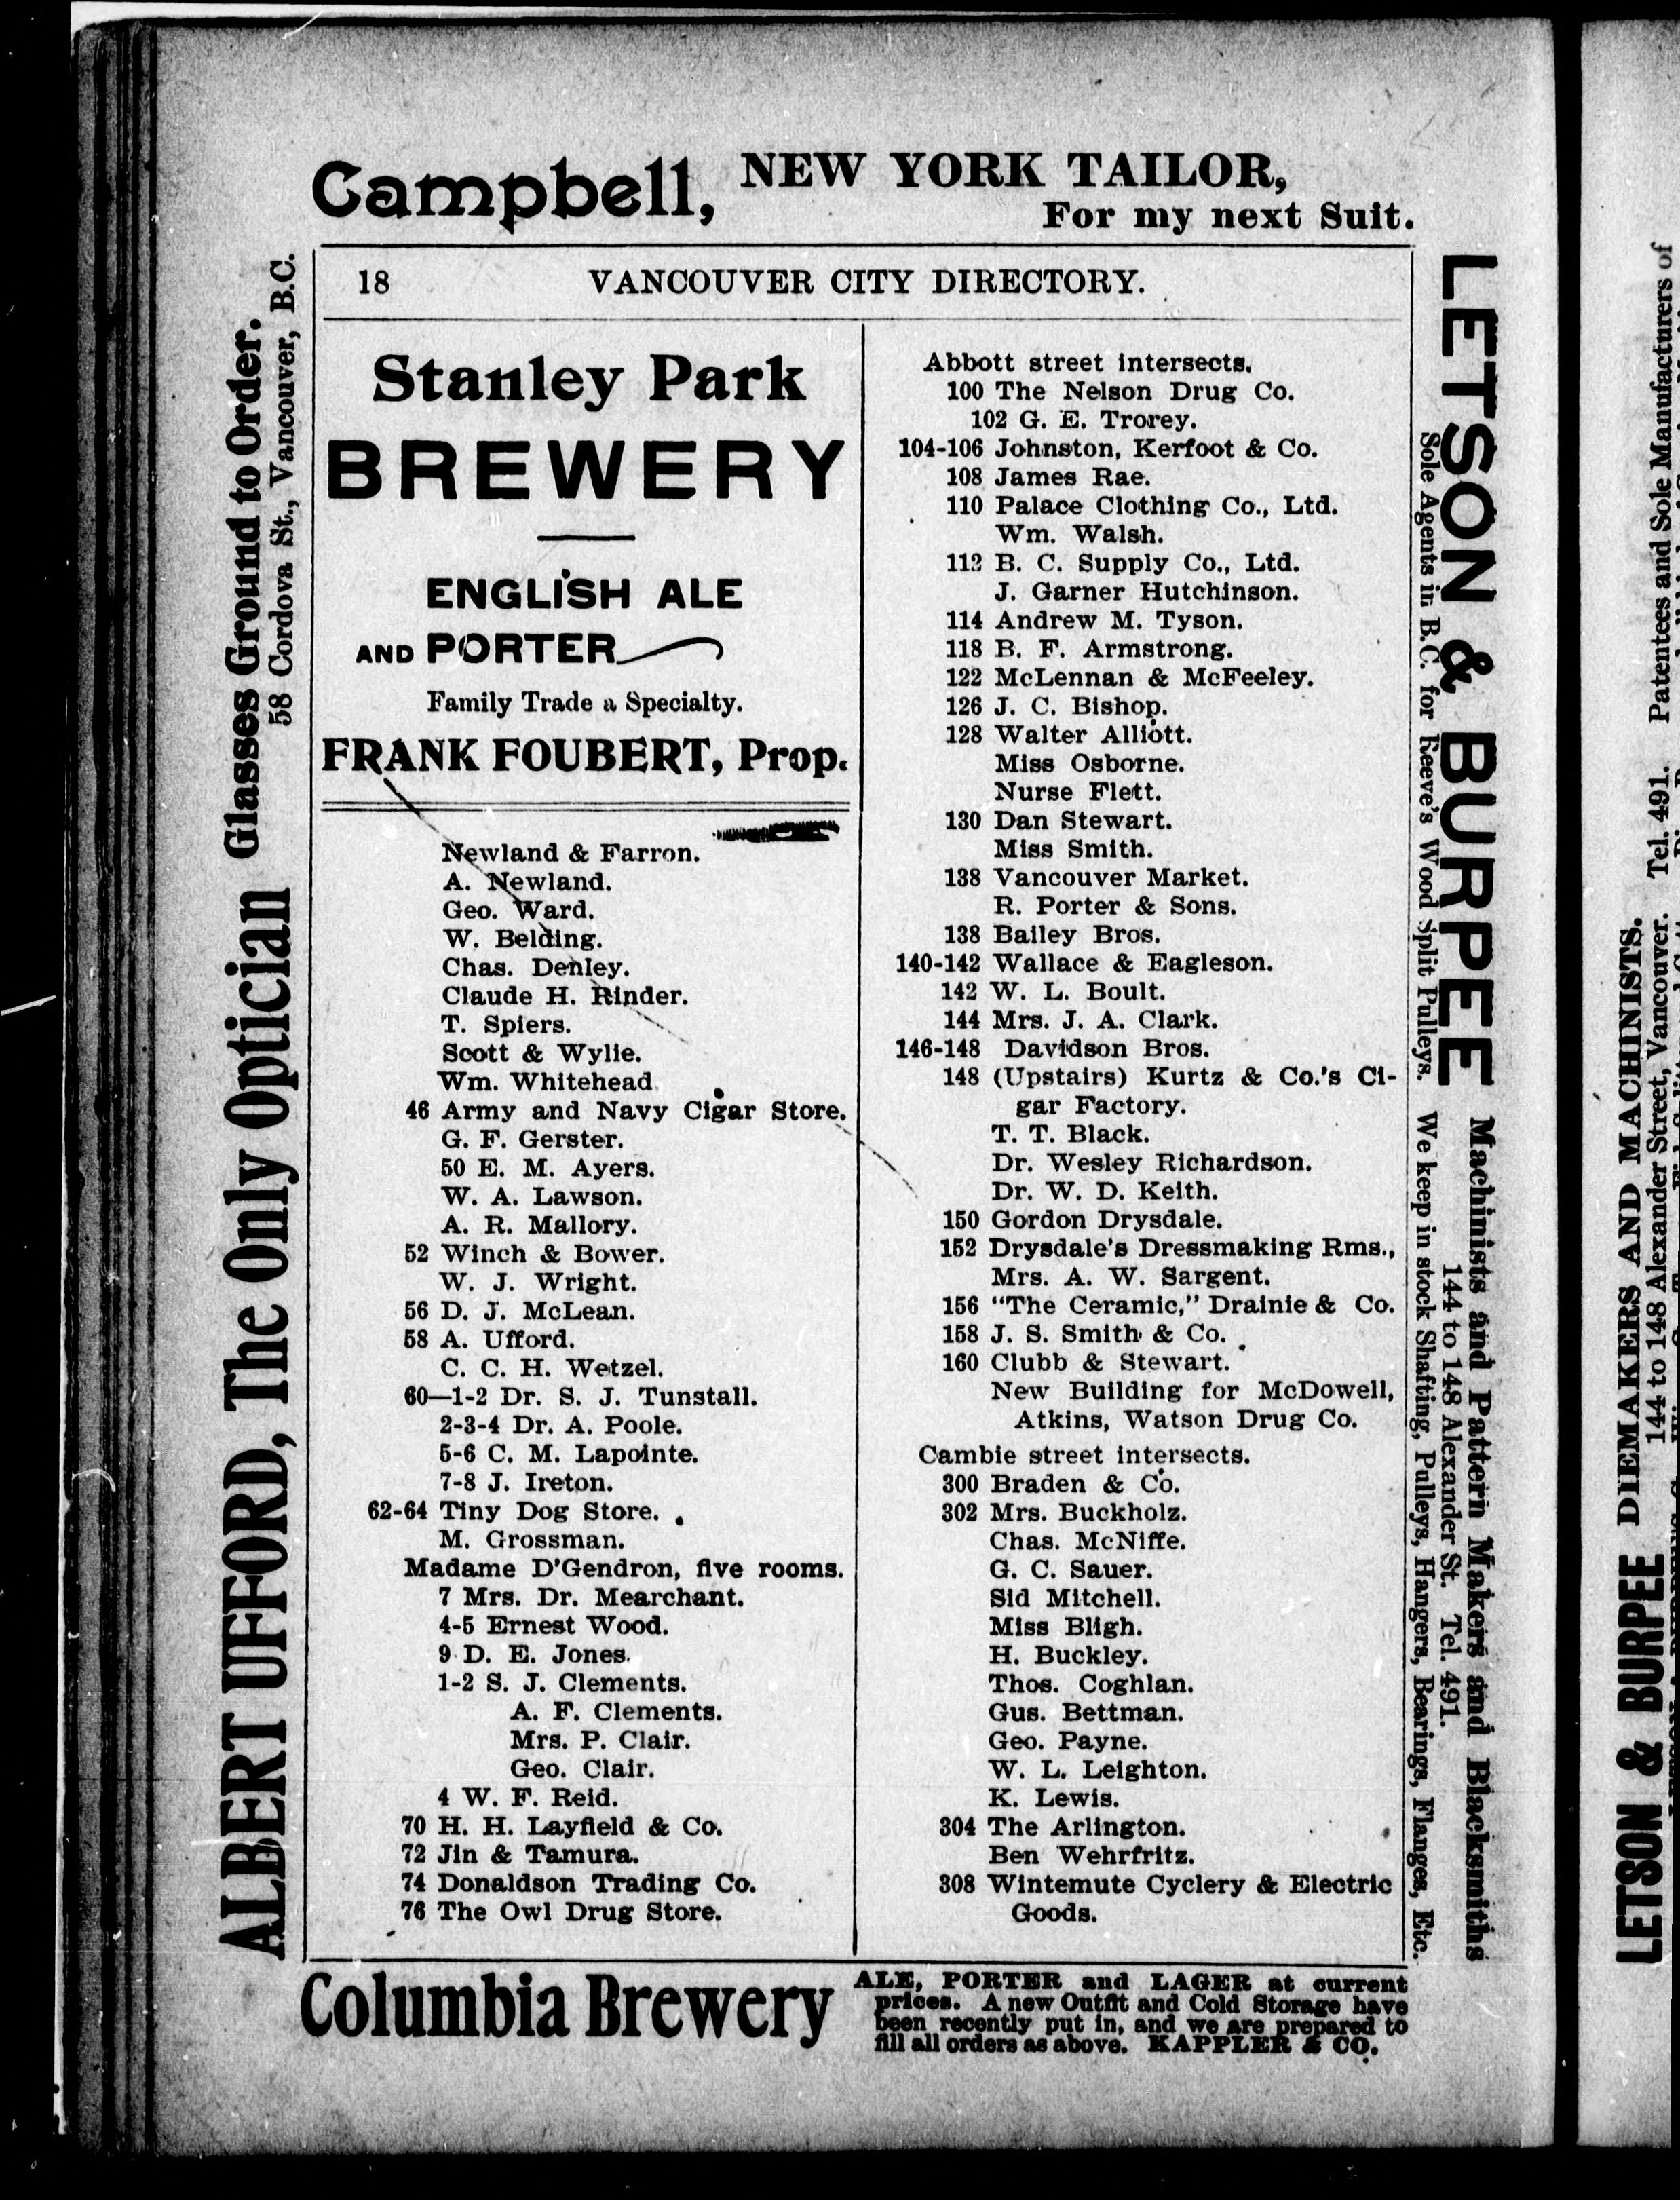 Campbell, NEW YORK TAILOR,
For my next Suit.
18 VANCOUVER CITY DIRECTORY.
Stanley Park
BREWERY
ENGLISH ALE
AND PORTER
Family Trade a Specialty.
FRANK FOUBERT, Prop.
Newland & Farron.
A. Newland.
Geo. Ward.
W. Belding.
Chas. Denley.
Claude H. Rinder.
T. Spiers.
Scott & Wylie.
Wm. Whitehead
46 Army and Navy Cigar Store.
G. F. Gerster.
50 E. M. Ayers.
W. A. Lawson.
A. R. Mallory.
52 Winch & Bower.
W. J. Wright.
56 D. J. McLean.
58 A. Ufford.
C. C. H. Wetzel.
60—1-2 Dr. S. J. Tunstall.
2-3-4 Dr. A. Poole.
5-6 C. M. Lapointe.
7-8 J. Ireton.
62-64 Tiny Dog Store.
M. Grossman.
Madame D'Gendron, five rooms.
7 Mrs. Dr. Mearchant.
4-5 Ernest Wood.
9 D. E. Jones.
1-2 S. J. Clements.
A. F. Clements.
Mrs. P. Clair.
Geo. Clair.
4 W. F. Reid.
70 H. H. Layfield & Co.
72 Jin & Tamura.
74 Donaldson Trading Co.
76 The Owl Drug Store.
Abbott street intersects.
100 The Nelson Drug Co.
102 G. E. Trorey.
104-106 Johnston, Kerfoot & Co.
108 James Rae.
110 Palace Clothing Co., Ltd.
Wm. Walsh.
112 B. C. Supply Co., Ltd.
J. Garner Hutchinson.
114 Andrew M. Tyson.
118 B. F. Armstrong.
122 McLennan & McFeeley.
126 J. C. Bishop.
128 Walter Alliott.
Miss Osborne.
Nurse Flett.
130 Dan Stewart.
Miss Smith.
138 Vancouver Market.
R. Porter & Sons.
138 Bailey Bros.
140-142 Wallace & Eagleson.
142 W. L. Boult.
144 Mrs. J. A. Clark.
146-148 Davidson Bros.
148 (Upstairs) Kurtz & Co.'s Ci-
gar Factory.
T. T. Black.
Dr. Wesley Richardson.
Dr. W. D. Keith.
150 Gordon Drysdale.
152 Drysdale's Dressmaking Rms.,
Mrs. A. W. Sargent.
156 "The Ceramic," Drainie & Co.
158 J. S. Smith & Co.
160 Clubb & Stewart.
New Building for McDowell,
Atkins, Watson Drug Co.
Cambie street intersects.
300 Braden & Co.
302 Mrs. Buckholz.
Chas. McNiffe.
G. C. Sauer.
Sid Mitchell.
Miss Bligh.
H. Buckley.
Thos. Coghlan.
Gus. Bettman.
Geo. Payne.
W. L. Leighton.
K. Lewis.
304 The Arlington.
Ben Wehrfritz.
308 Wintemute Cyclery & Electric
Goods.
Columbia Brewery
ALE, PORTER and LAGER at current
prices. A new Outfit and Cold Storage have
been recently put in, and we are prepared to
fill all orders as above. KAPPLER & CO.
ALBERT UFFORD, The Only Optician Glasses Ground to Order.
58 Cordova St., Vancouver, B.C.
LETSON & BURPEE Machinists and Pattern Makers and Blacksmiths
144 to 148 Alexander St. Tel. 491.
Sole Agents in B.C. for Reeve's Wood Split Pulleys. We keep in stock Shafting, Pulleys, Hangers, Bearings, Flanges, Etc.
LETSON & BURPEE DIEMAKERS AND MACHINISTS.
144 to 148 Alexander Street, Vancouver. Tel. 491. Patentees and Sole Manufacturers of